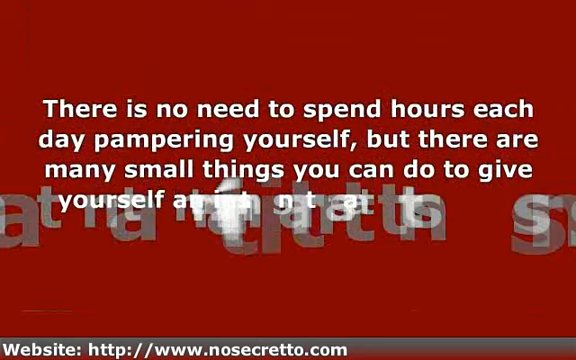 There is no need to spend hours each
day pampering yourself, but there are
many small things you can do to give
yourself an
Website: http://www.nosecretto.com